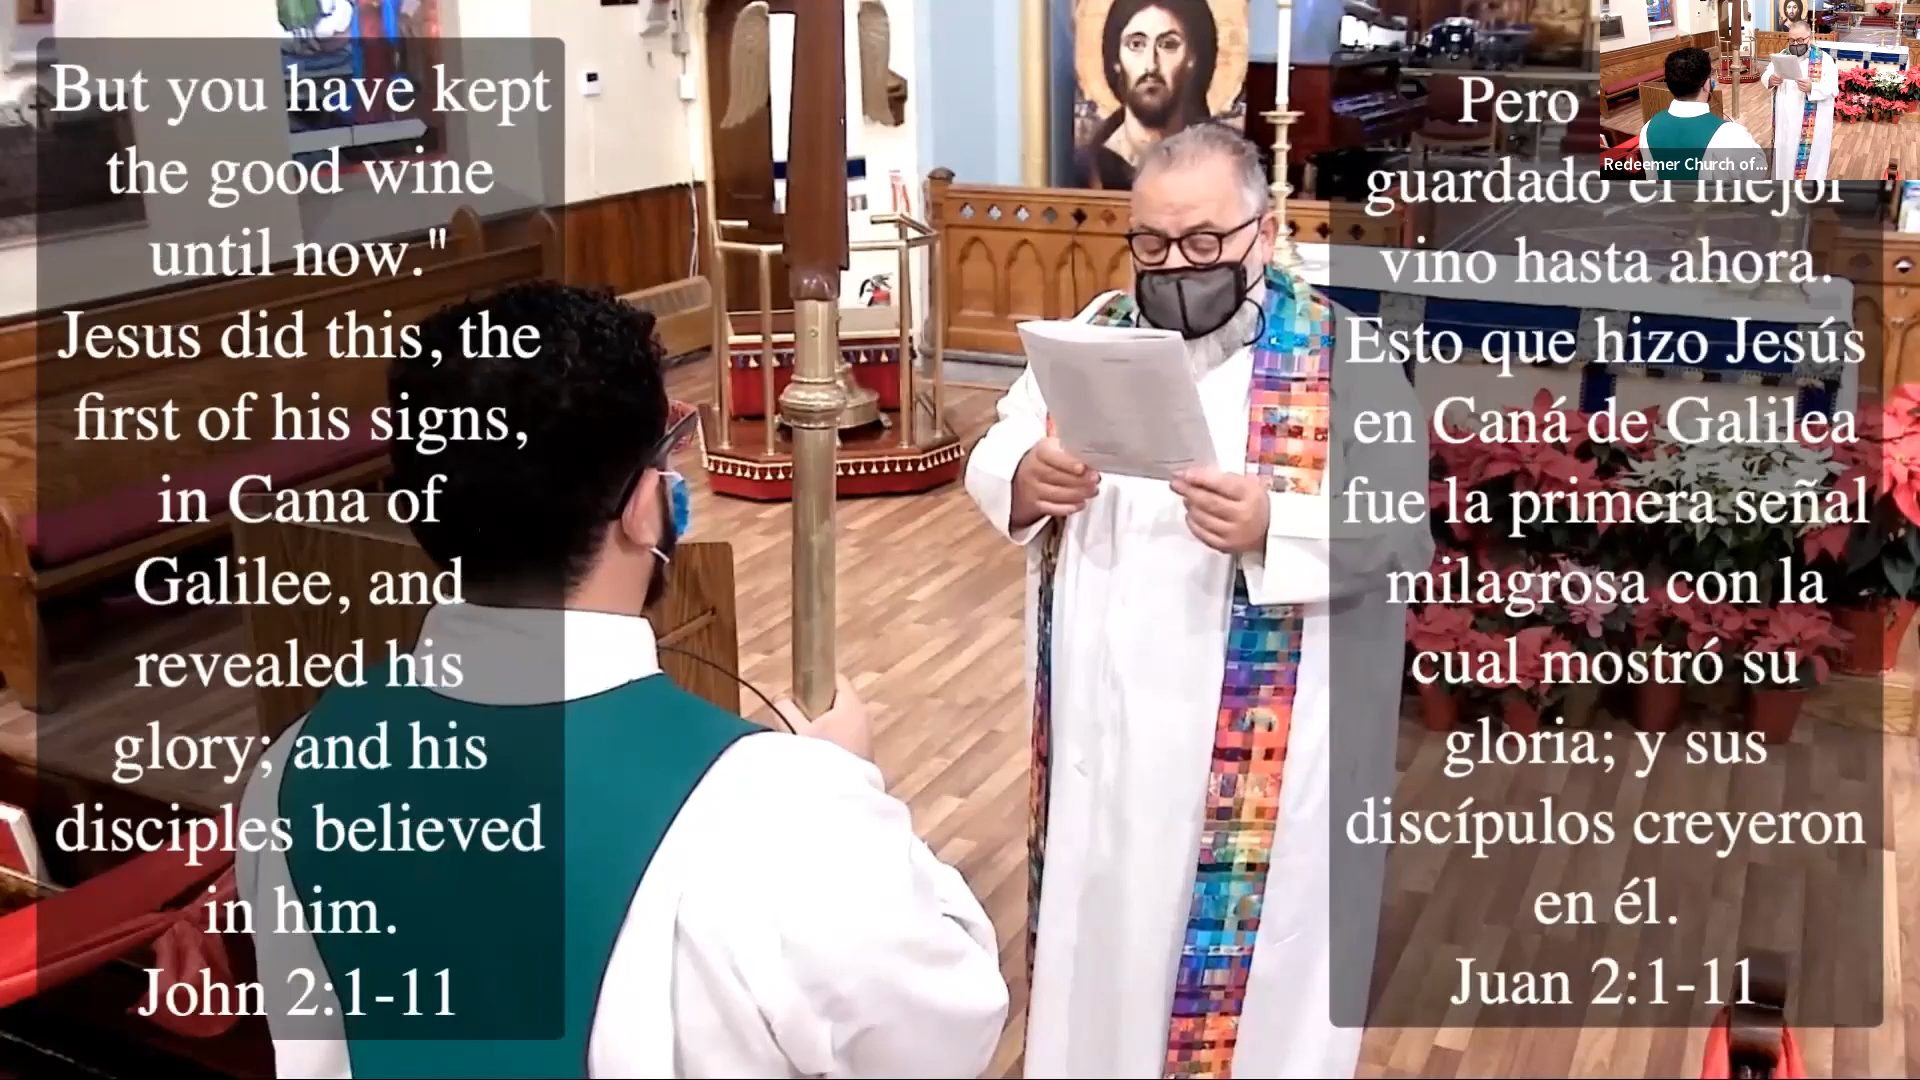 But you have kept
the good wine
until now."
Jesus did this, the
first of his signs,
in Cana of
Galilee, and
revealed his
glory; and his
disciples believed
in him.
John 2:1-11
Pero
guardado el mejor
vino hasta ahora.
Esto que hizo Jesús
en Caná de Galilea
fue la primera señal
milagrosa con la
cual mostró su
gloria; y sus
discípulos creyeron
en él.
Juan 2:1-11
Redeemer Church of...